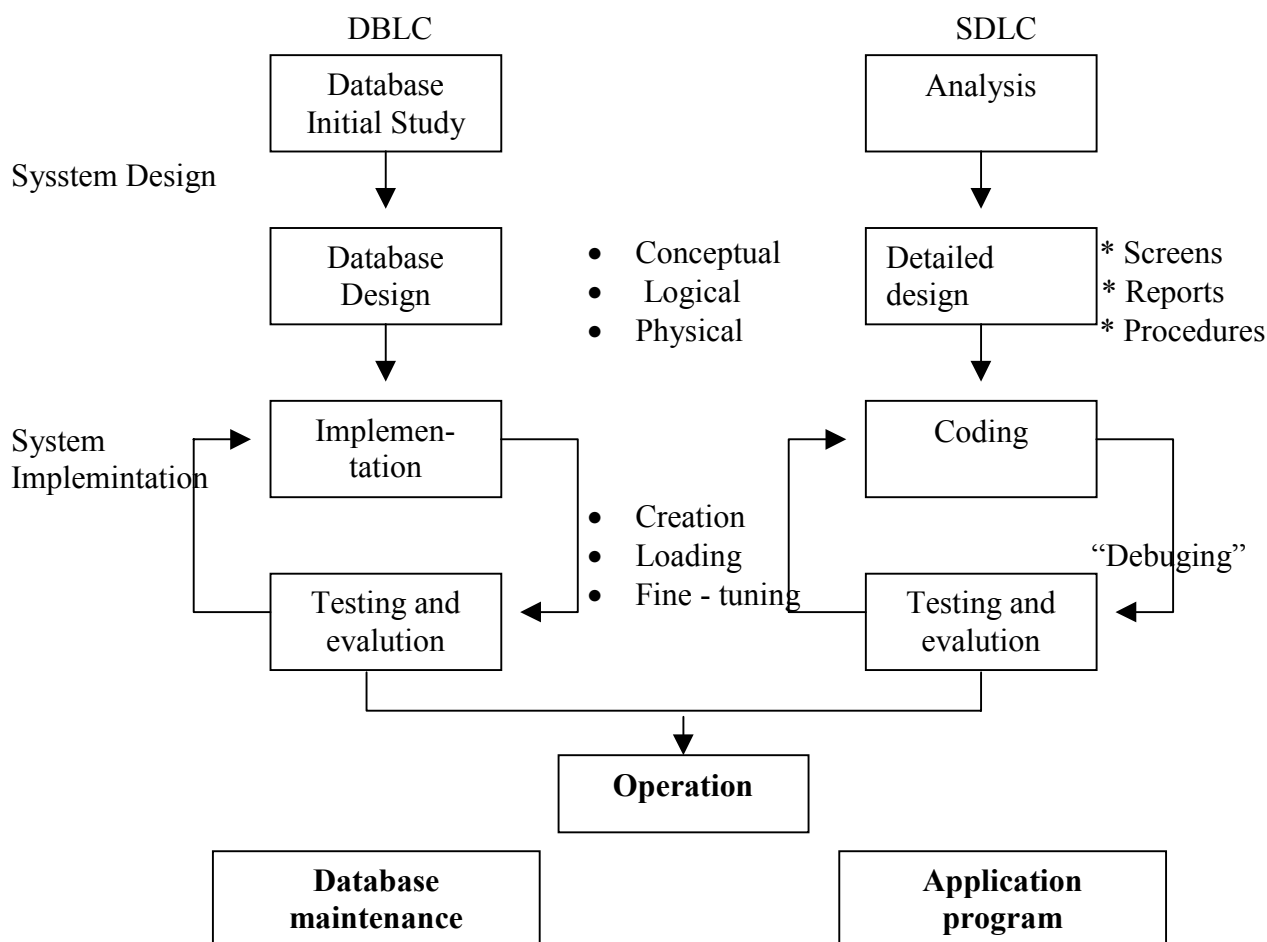 DBLC
SDLC
Database
Initial Study
Analysis
Sysstem Design
Database
Design
• Conceptual
• Logical
• Physical
Detailed
design
* Screens
* Reports
* Procedures
System
Implemintation
Implemen-
tation
Coding
• Creation
• Loading
• Fine - tuning
“Debuging”
Testing and
evalution
Testing and
evalution
Operation
Database
maintenance
Application
program